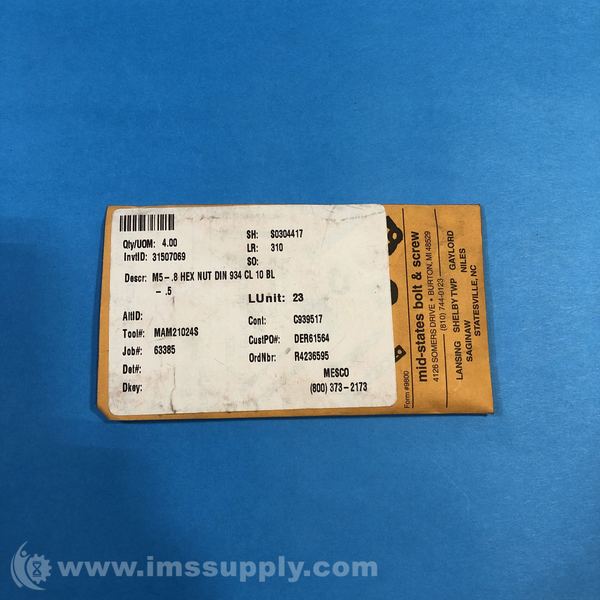 Qty/UOM: 4.00
InvtID: 31507069
SH: S0304417
LR: 310
SO:
Descr: M5-.8 HEX NUT DIN 934 CL 10 BL
-.5
LUnit: 23
AltID:
Tool#: MAM21024S
Job#: 63385
Det#:
Dkey:
Cont: C939517
CustPO#: DER61564
OrdNbr: R4236595
MESCO
(800) 373-2173
Form #9800
mid-states bolt & screw
4126 SOMERS DRIVE • BURTON, MI 48529
(810) 744-0123
LANSING SHELBY TWP GAYLORD
SAGINAW NILES
STATESVILLE, NC
www.imssupply.com